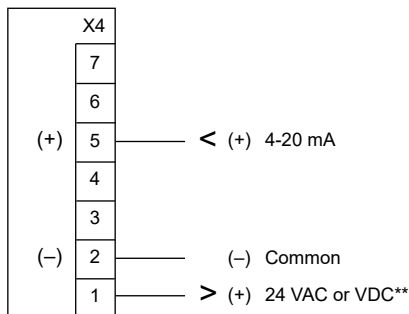 X4
7
6
(+) 5 < (+) 4-20 mA
4
3
(–) 2 (–) Common
1 > (+) 24 VAC or VDC**